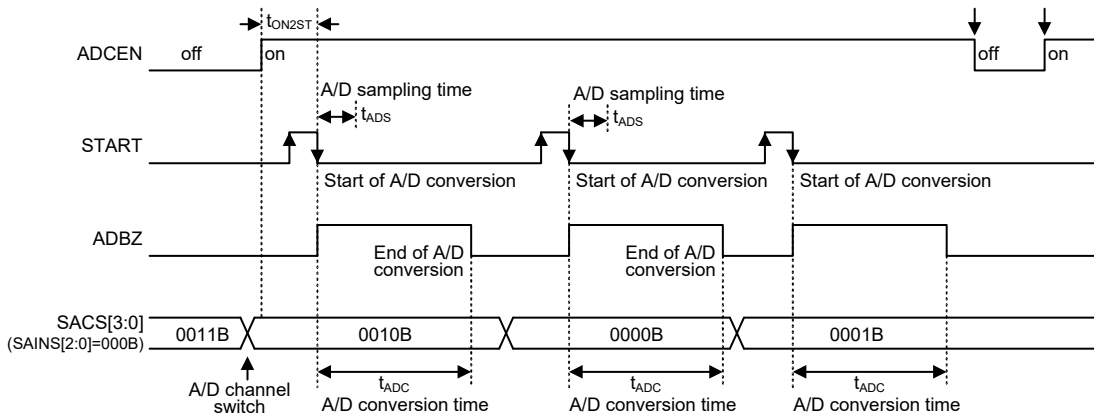 tON2ST
ADCEN off on off on
A/D sampling time A/D sampling time
tADS tADS
START
Start of A/D conversion Start of A/D conversion Start of A/D conversion
ADBZ
End of A/D conversion End of A/D conversion
SACS[3:0]
(SAINS[2:0]=000B)
0011B 0010B 0000B 0001B
A/D channel switch
tADC tADC tADC
A/D conversion time A/D conversion time A/D conversion time